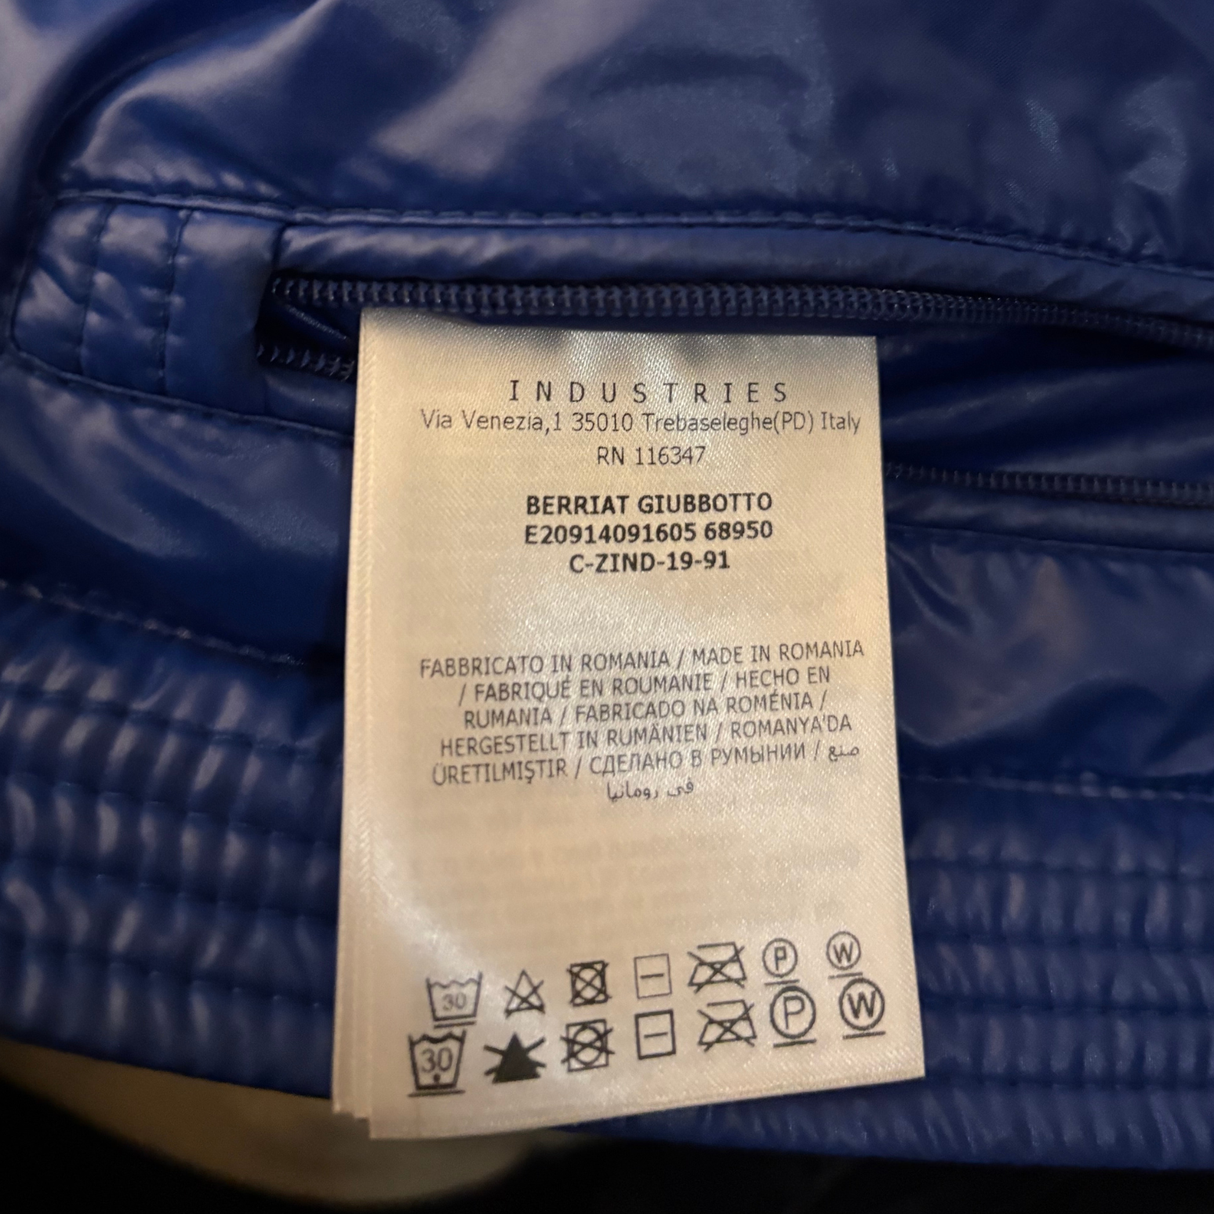 INDUSTRIES
Via Venezia,1 35010 Trebaseleghe(PD) Italy
RN 116347
BERRIAT GIUBBOTTO
E20914091605 68950
C-ZIND-19-91
FABBRICATO IN ROMANIA / MADE IN ROMANIA
/ FABRIQUÉ EN ROUMANIE / HECHO EN
RUMANIA / FABRICADO NA ROMÉNIA /
HERGESTELLT IN RUMÄNIEN / ROMANYA'DA
ÜRETILMIŞTIR / СДЕЛАНО В РУМЫНИИ / صنع
في رومانيا
30 P W
30 P W